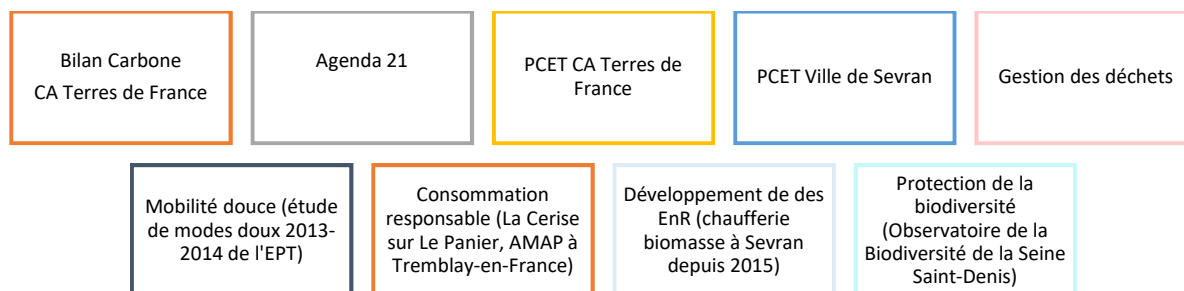 Bilan Carbone
CA Terres de France
Agenda 21
PCET CA Terres de
France
PCET Ville de Sevran
Gestion des déchets
Mobilité douce (étude
de modes doux 2013-
2014 de l'EPT)
Consommation
responsable (La Cerise
sur Le Panier, AMAP à
Tremblay-en-France)
Développement de des
EnR (chaufferie
biomasse à Sevran
depuis 2015)
Protection de la
biodiversité
(Observatoire de la
Biodiversité de la Seine
Saint-Denis)